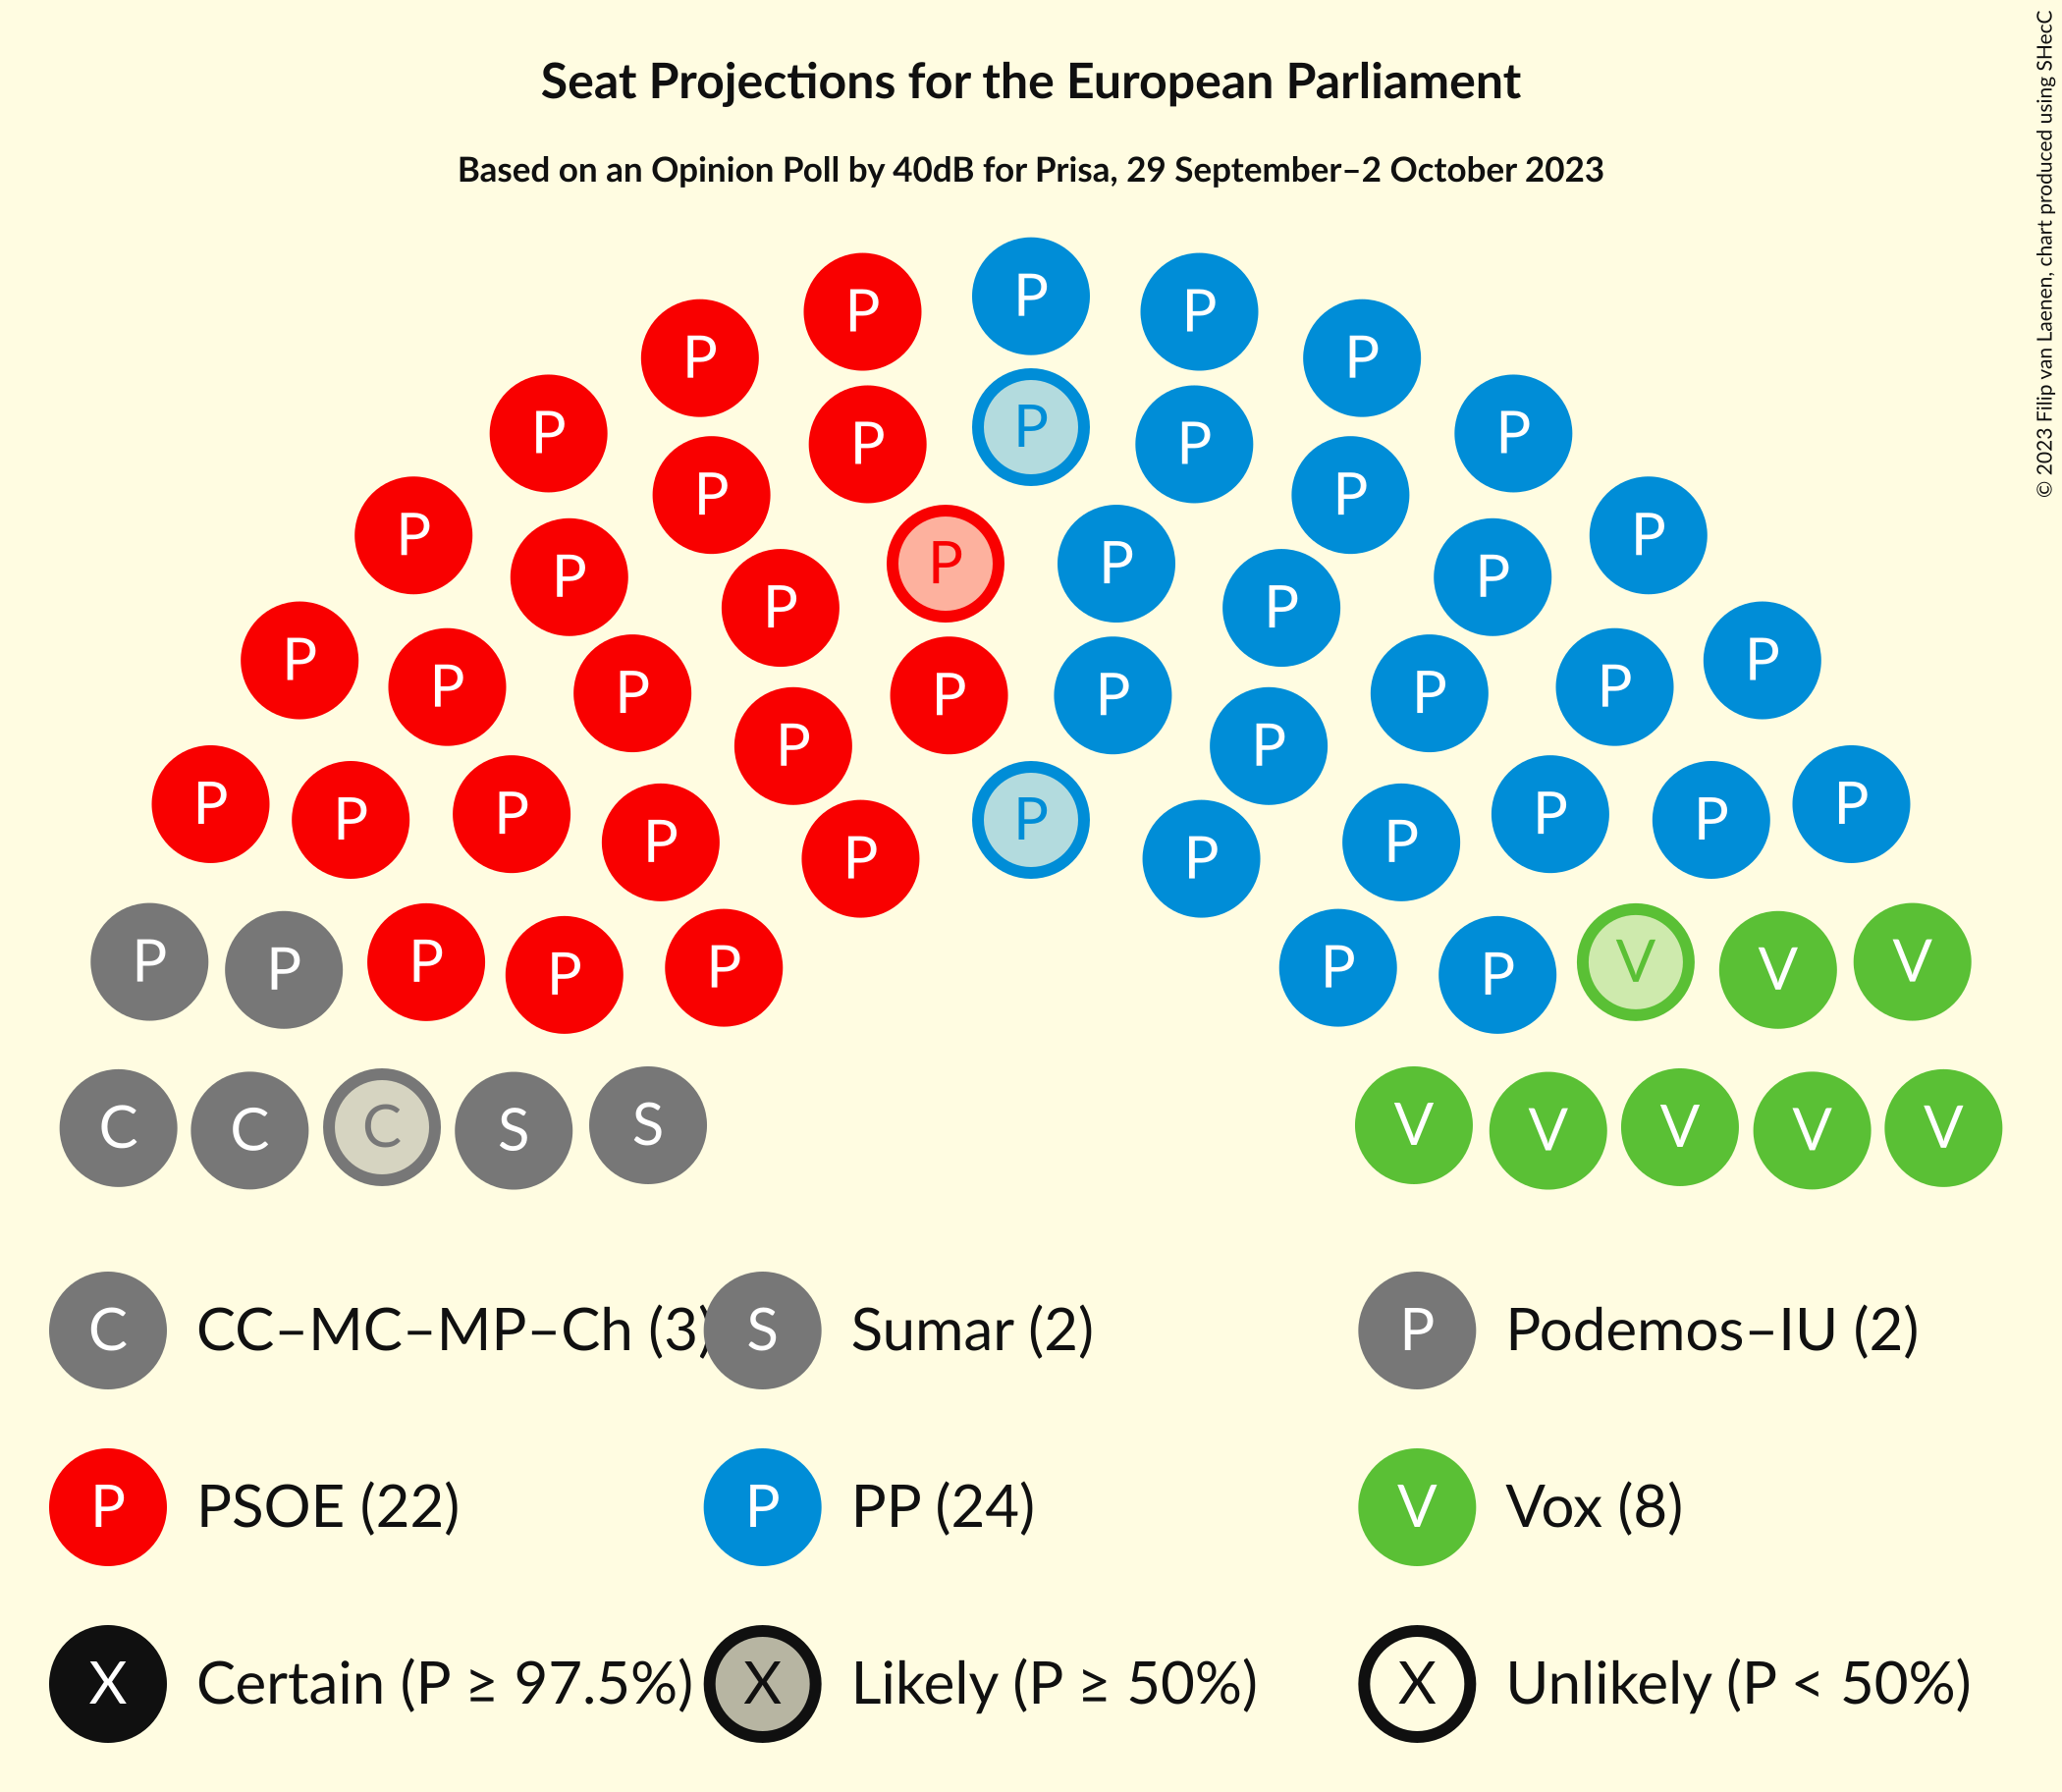 © 2023 Filip van Laenen, chart produced using SHecC
Seat Projections for the European Parliament
Based on an Opinion Poll by 40dB for Prisa, 29 September–2 October 2023
P
P P
P P
P P P
P P
P P
P P
P P
P P
P P
P P
P P P P P P
P P
P P P P P P P
P P
P P
P P P P P P P V V V
C C C S S V V V V V
C CC–MC–MP–Ch (3) S Sumar (2) P Podemos–IU (2)
P PSOE (22) P PP (24) V Vox (8)
X Certain (P ≥ 97.5%) X Likely (P ≥ 50%) X Unlikely (P < 50%)